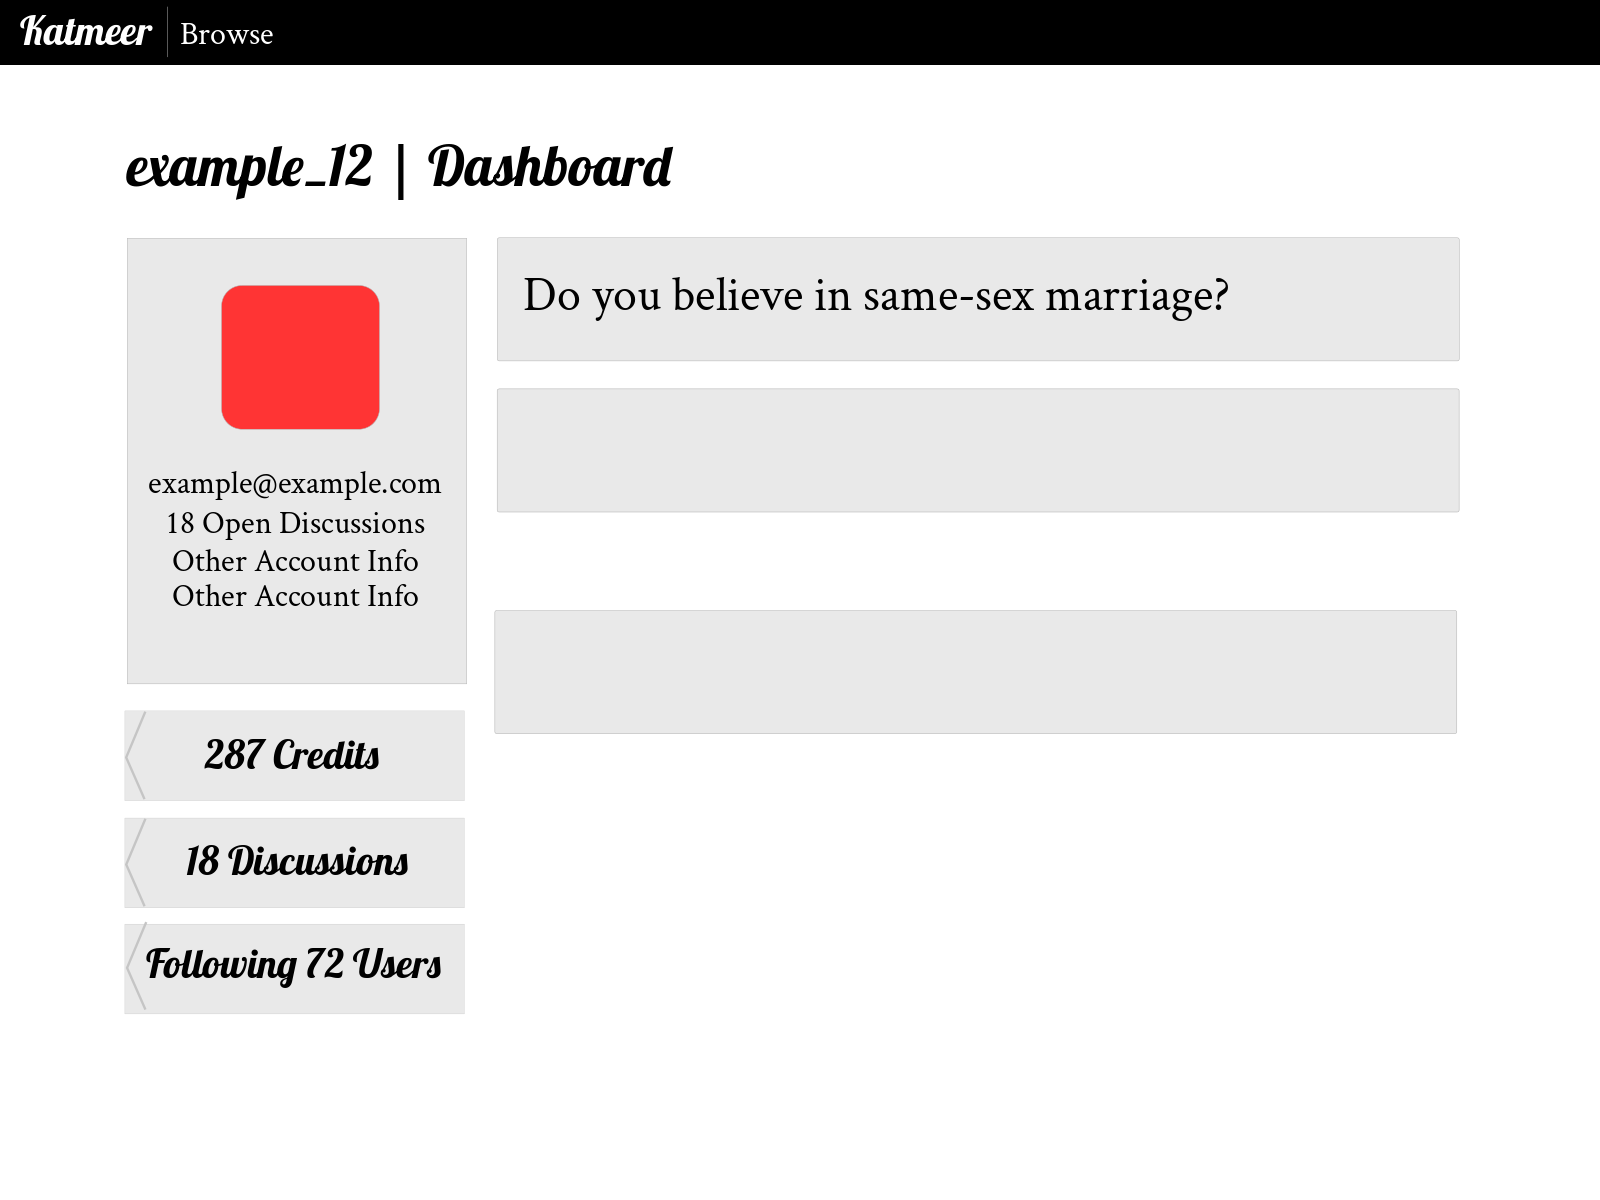 Katmeer Browse
example_12 | Dashboard
Do you believe in same-sex marriage?
example@example.com
18 Open Discussions
Other Account Info
Other Account Info
287 Credits
18 Discussions
Following 72 Users